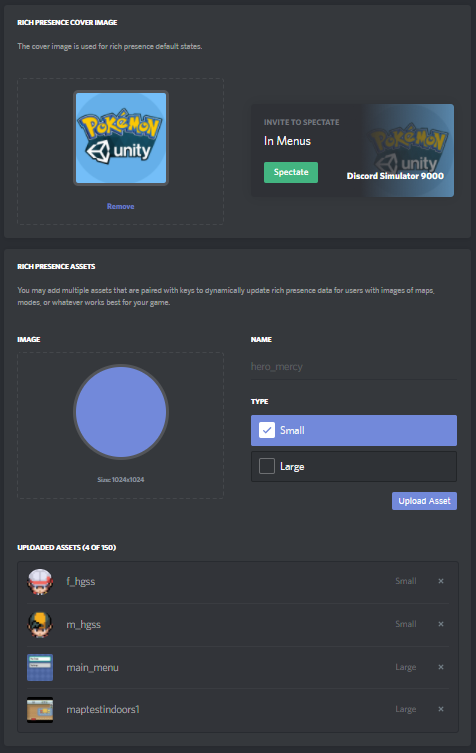 RICH PRESENCE COVER IMAGE
The cover image is used for rich presence default states.
POKéMON
unity
Remove
INVITE TO SPECTATE
In Menus
Spectate
POKéMON
unity
Discord Simulator 9000
RICH PRESENCE ASSETS
You may add multiple assets that are paired with keys to dynamically update rich presence data for users with images of maps,
modes, or whatever works best for your game.
IMAGE
Size: 1024x1024
NAME
hero_mercy
TYPE
Small
Large
Upload Asset
UPLOADED ASSETS (4 OF 150)
f_hgss Small ×
m_hgss Small ×
main_menu Large ×
maptestindoors1 Large ×